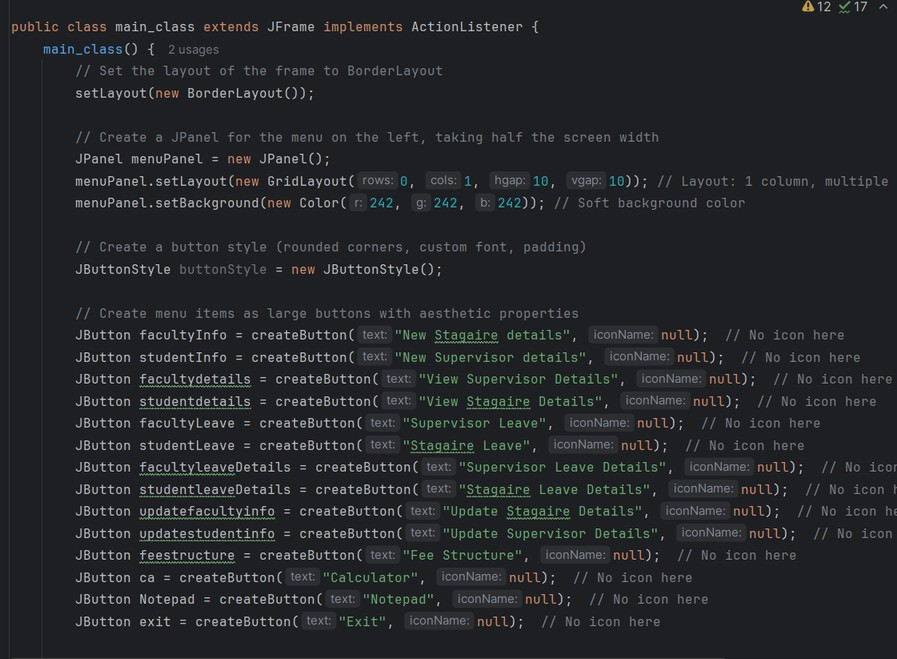 12 17
public class main_class extends JFrame implements ActionListener {
main_class() { 2 usages
// Set the layout of the frame to BorderLayout
setLayout(new BorderLayout());
// Create a JPanel for the menu on the left, taking half the screen width
JPanel menuPanel = new JPanel();
menuPanel.setLayout(new GridLayout( rows: 0, cols: 1, hgap: 10, vgap: 10)); // Layout: 1 column, multiple
menuPanel.setBackground(new Color( r: 242, g: 242, b: 242)); // Soft background color
// Create a button style (rounded corners, custom font, padding)
JButtonStyle buttonStyle = new JButtonStyle();
// Create menu items as large buttons with aesthetic properties
JButton facultyInfo = createButton( text: "New Stagaire details", iconName: null); // No icon here
JButton studentInfo = createButton( text: "New Supervisor details", iconName: null); // No icon here
JButton facultydetails = createButton( text: "View Supervisor Details", iconName: null); // No icon here
JButton studentdetails = createButton( text: "View Stagaire Details", iconName: null); // No icon here
JButton facultyLeave = createButton( text: "Supervisor Leave", iconName: null); // No icon here
JButton studentLeave = createButton( text: "Stagaire Leave", iconName: null); // No icon here
JButton facultyleaveDetails = createButton( text: "Supervisor Leave Details", iconName: null); // No icon
JButton studentleaveDetails = createButton( text: "Stagaire Leave Details", iconName: null); // No icon h
JButton updatefacultyinfo = createButton( text: "Update Stagaire Details", iconName: null); // No icon he
JButton updatestudentinfo = createButton( text: "Update Supervisor Details", iconName: null); // No icon
JButton feestructure = createButton( text: "Fee Structure", iconName: null); // No icon here
JButton ca = createButton( text: "Calculator", iconName: null); // No icon here
JButton Notepad = createButton( text: "Notepad", iconName: null); // No icon here
JButton exit = createButton( text: "Exit", iconName: null); // No icon here